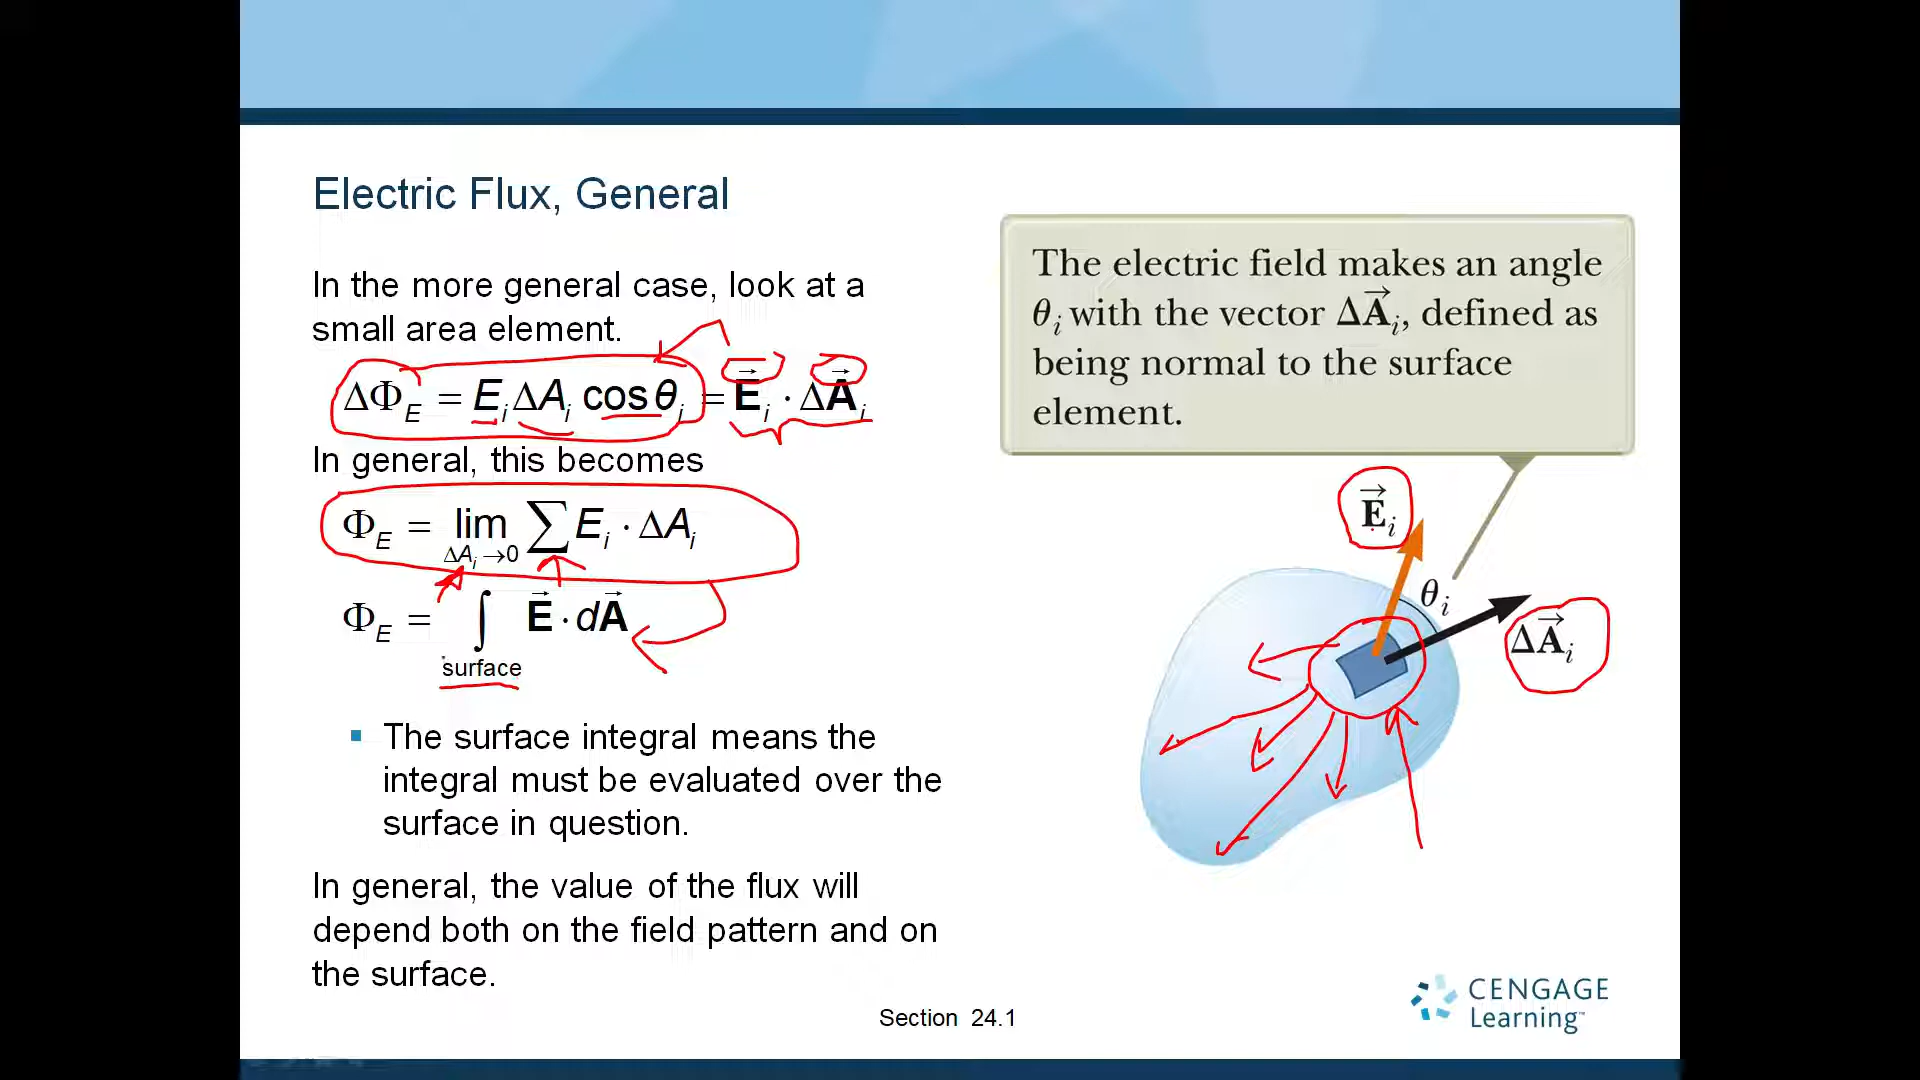 Electric Flux, General
In the more general case, look at a
small area element.
ΔΦ_E = E_i ΔA_i cos θ_i = E⃗_i · ΔA⃗_i
In general, this becomes
Φ_E = lim_{ΔA_i→0} ∑ E_i · ΔA_i
Φ_E = ∫_{surface} E⃗ · dA⃗
▪ The surface integral means the
integral must be evaluated over the
surface in question.
In general, the value of the flux will
depend both on the field pattern and on
the surface.
The electric field makes an angle
θ_i with the vector ΔA⃗_i, defined as
being normal to the surface
element.
E⃗_i
θ_i
ΔA⃗_i
Section 24.1
CENGAGE
Learning™